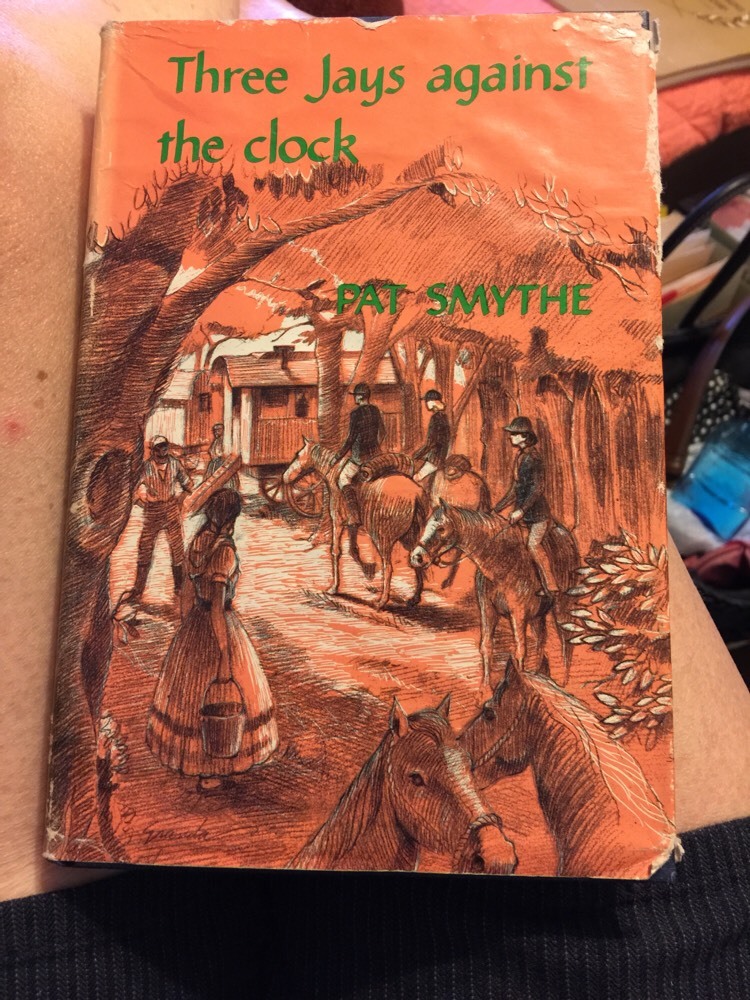 Three Jays against
the clock
PAT SMYTHE